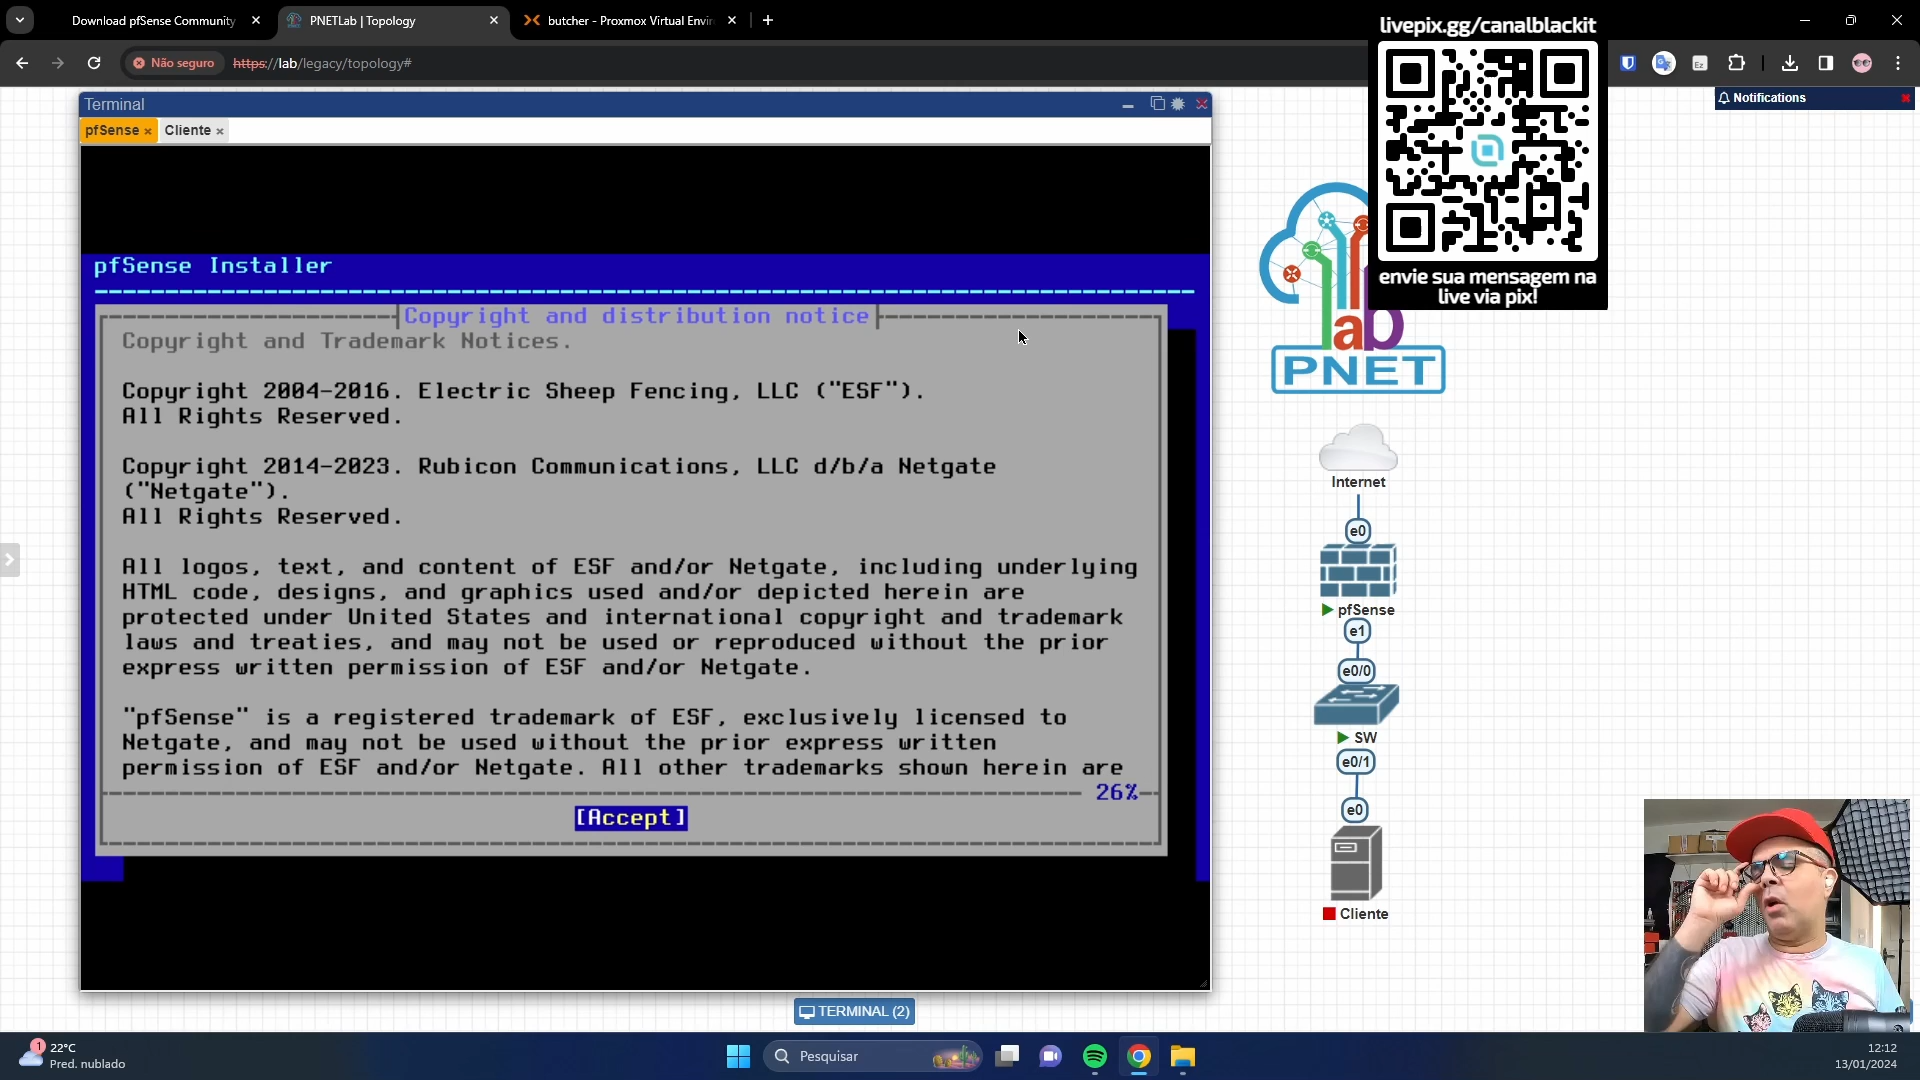 Download pfSense Community
PNETLab | Topology
butcher - Proxmox Virtual Envir
Não seguro
https://lab/legacy/topology#
livepix.gg/canalblackit
envie sua mensagem na
live via pix!
Notifications
Terminal
pfSense
Cliente
pfSense Installer
Copyright and distribution notice
Copyright and Trademark Notices.
Copyright 2004-2016. Electric Sheep Fencing, LLC ("ESF").
All Rights Reserved.
Copyright 2014-2023. Rubicon Communications, LLC d/b/a Netgate
("Netgate").
All Rights Reserved.
All logos, text, and content of ESF and/or Netgate, including underlying
HTML code, designs, and graphics used and/or depicted herein are
protected under United States and international copyright and trademark
laws and treaties, and may not be used or reproduced without the prior
express written permission of ESF and/or Netgate.
"pfSense" is a registered trademark of ESF, exclusively licensed to
Netgate, and may not be used without the prior express written
permission of ESF and/or Netgate. All other trademarks shown herein are
26%
[Accept]
lab
PNET
Internet
e0
pfSense
e1
e0/0
SW
e0/1
e0
Cliente
TERMINAL (2)
1
22°C
Pred. nublado
Pesquisar
12:12
13/01/2024